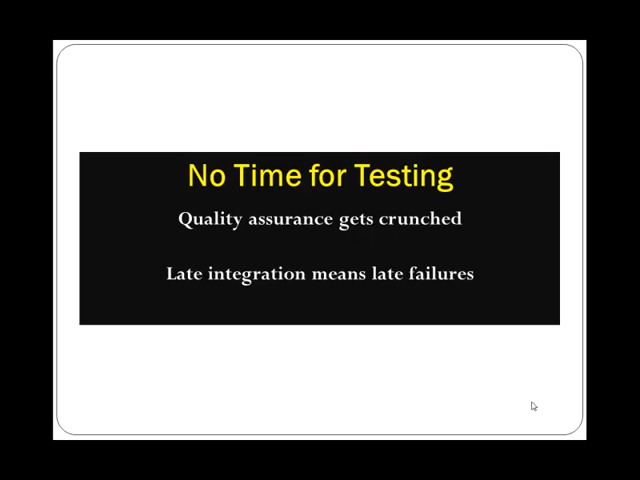 No Time for Testing
Quality assurance gets crunched
Late integration means late failures